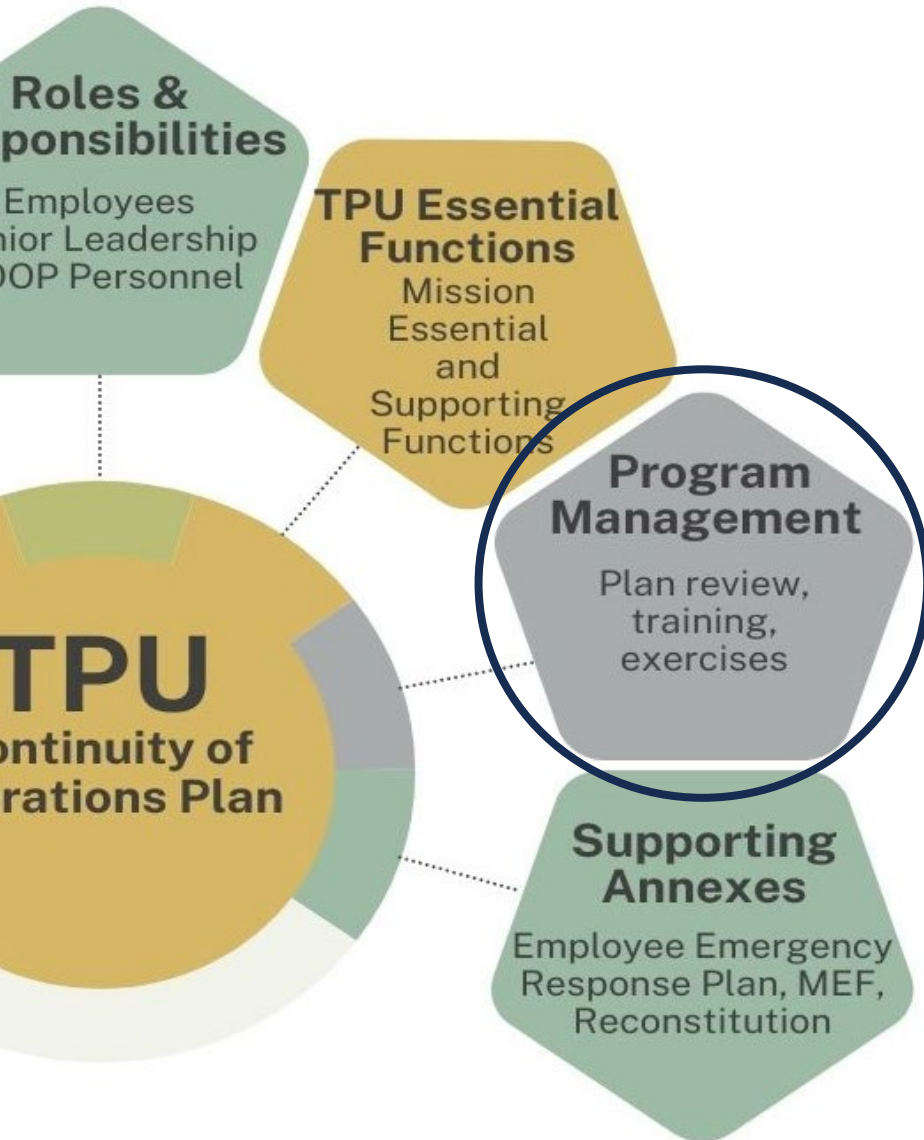 Roles &
ponsibilities
Employees
nior Leadership
OOP Personnel
TPU Essential
Functions
Mission
Essential
and
Supporting
Functions
Program
Management
Plan review,
training,
exercises
TPU
ontinuity of
rations Plan
Supporting
Annexes
Employee Emergency
Response Plan, MEF,
Reconstitution